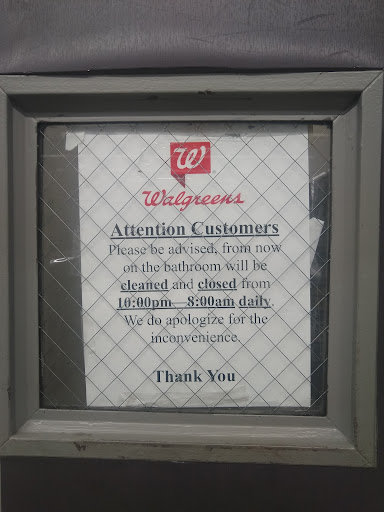 W
Walgreens
Attention Customers
Please be advised, from now
on the bathroom will be
cleaned and closed from
10:00pm—8:00am daily.
We do apologize for the
inconvenience.
Thank You